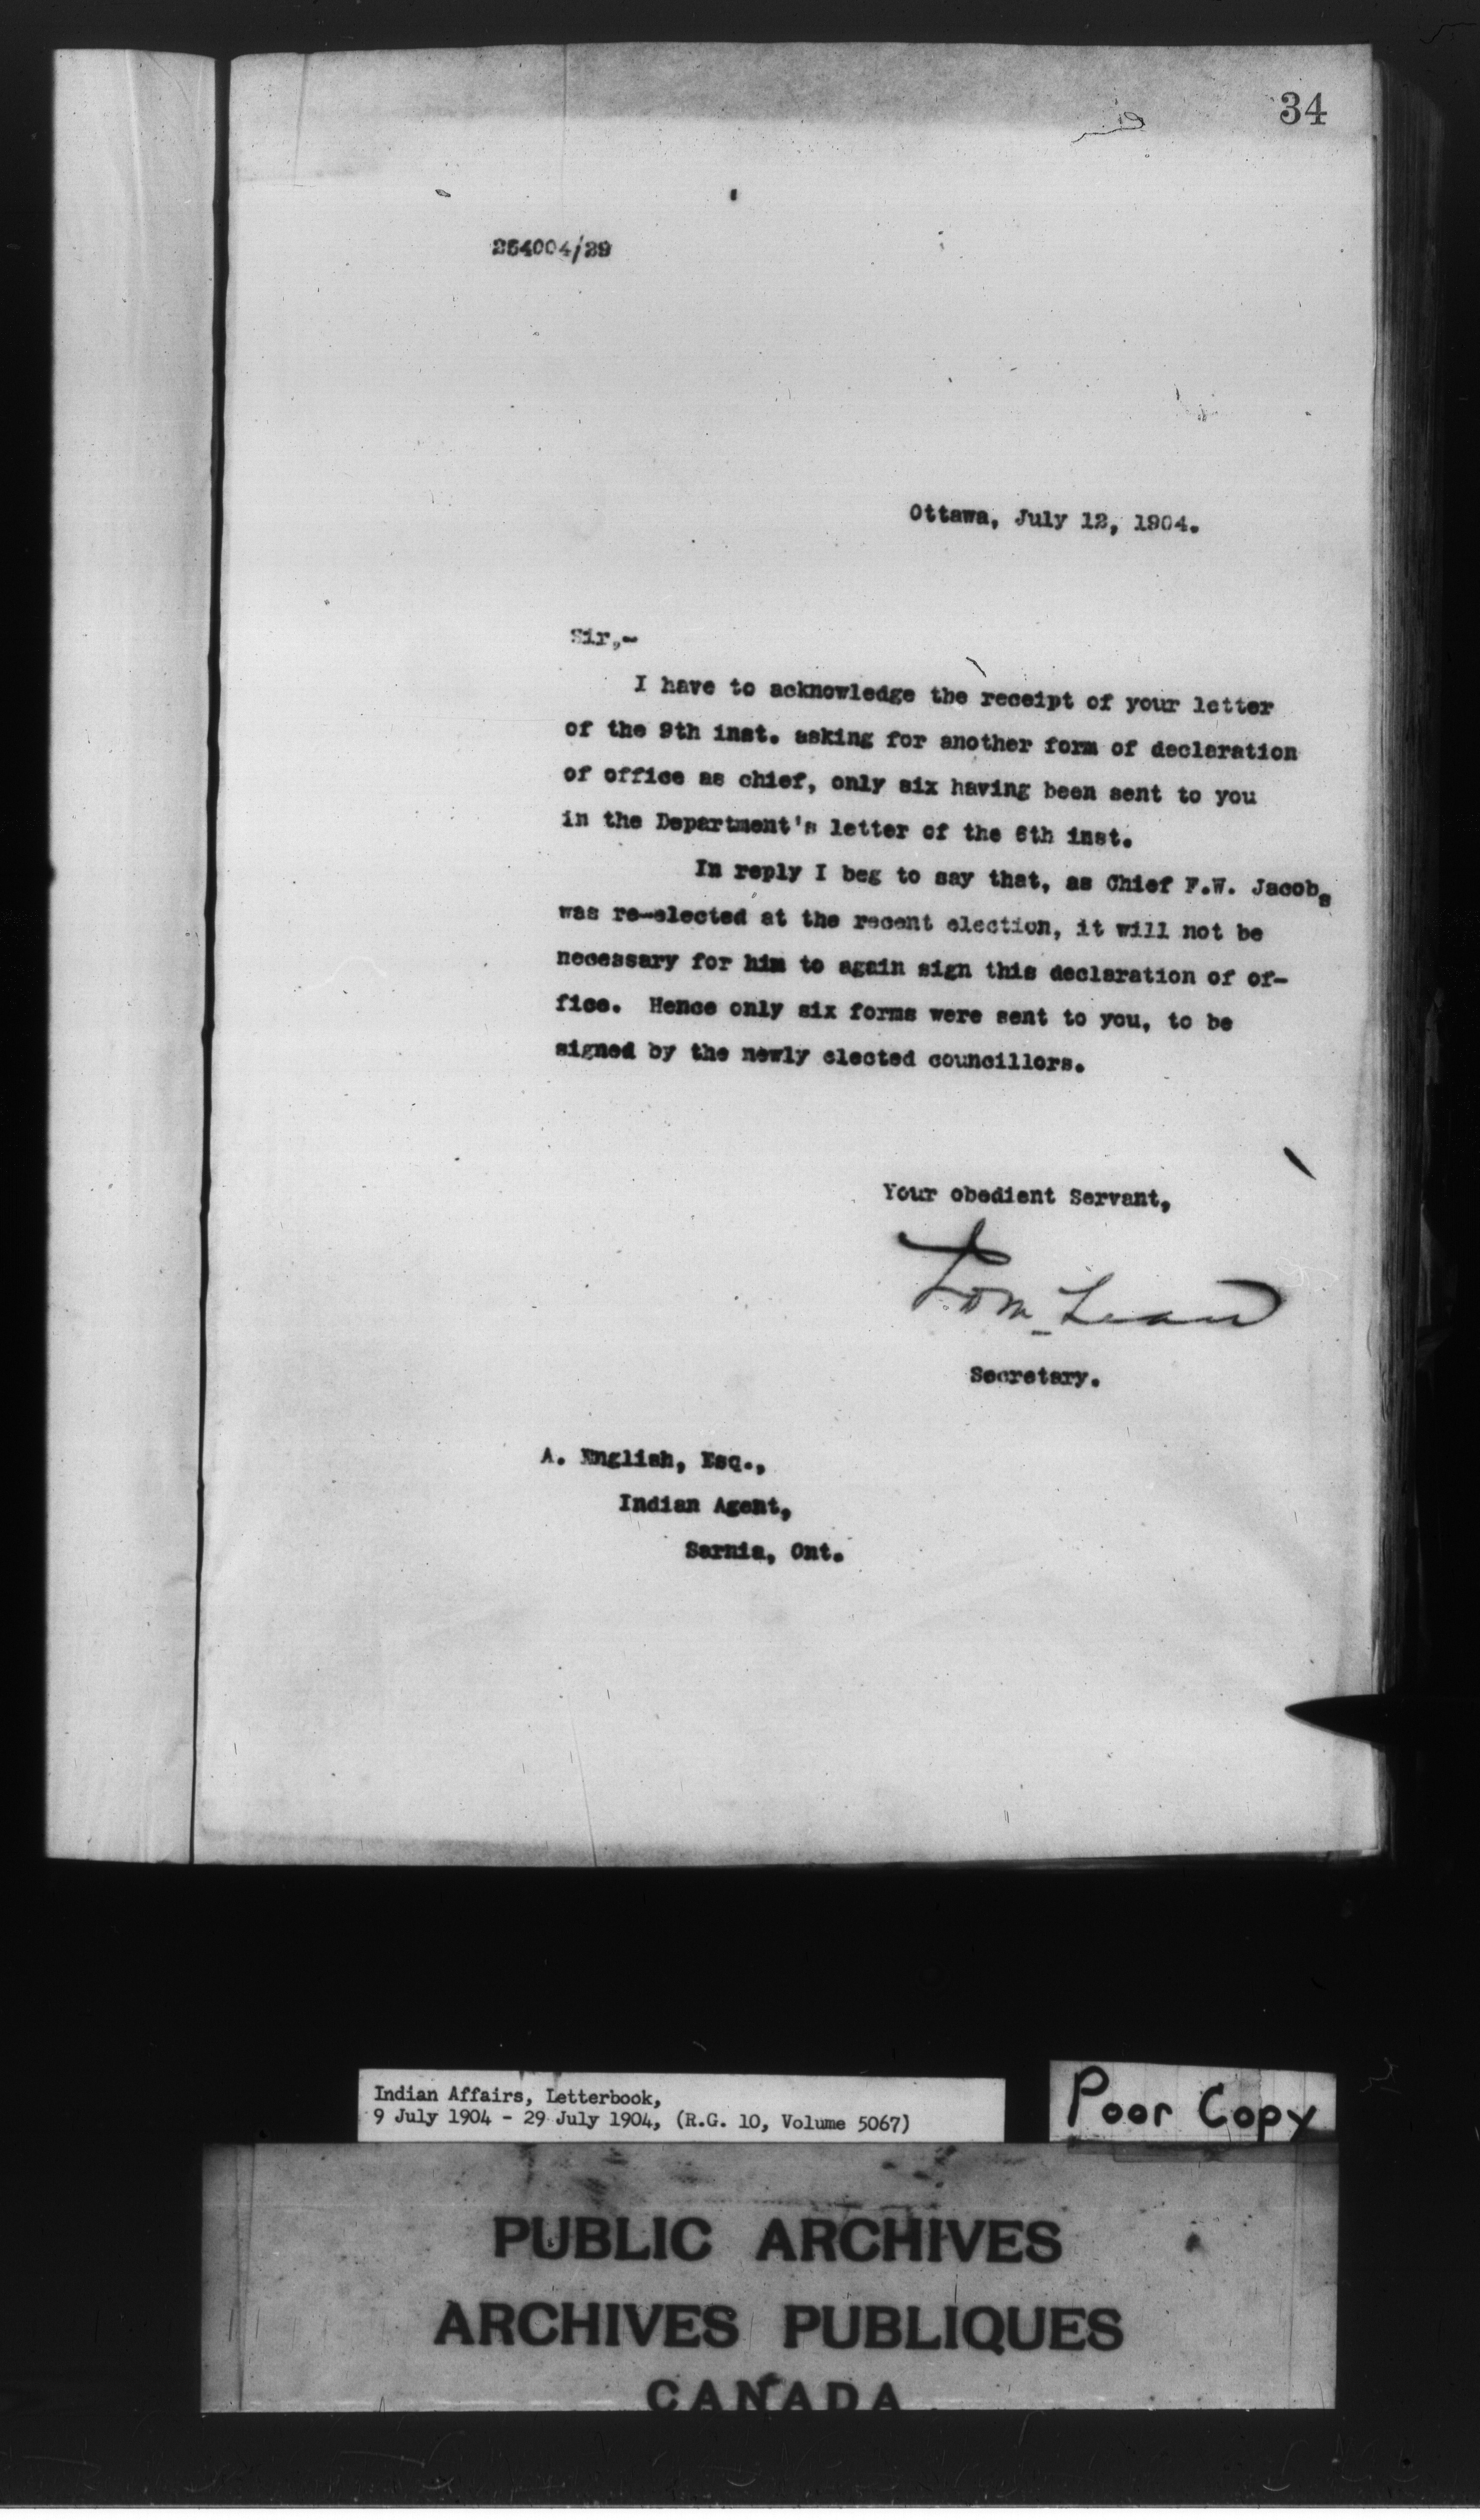 34
254004/29
Ottawa, July 12, 1904.
Sir,-
I have to acknowledge the receipt of your letter
of the 9th inst. asking for another form of declaration
of office as chief, only six having been sent to you
in the Department's letter of the 6th inst.
In reply I beg to say that, as Chief F.W. Jacobs
was re-elected at the recent election, it will not be
necessary for him to again sign this declaration of of-
fice. Hence only six forms were sent to you, to be
signed by the newly elected councillors.
Your obedient Servant,
Secretary.
A. English, Esq.,
Indian Agent,
Sarnia, Ont.
Indian Affairs, Letterbook,
9 July 1904 - 29 July 1904, (R.G. 10, Volume 5067)
Poor Copy
PUBLIC ARCHIVES
ARCHIVES PUBLIQUES
CANADA